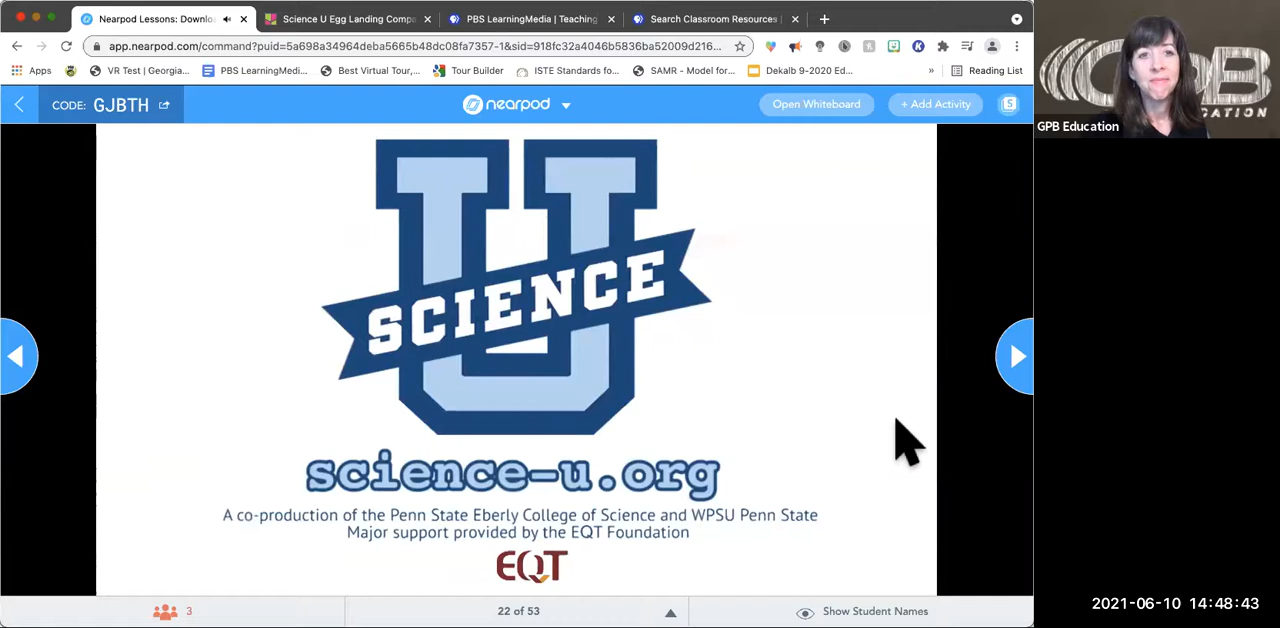 Nearpod Lessons: Downloa
Science U Egg Landing Compo
PBS LearningMedia | Teaching
Search Classroom Resources |
app.nearpod.com/command?puid=5a698a34964deba5665b48dc08fa7357-1&sid=918fc32a4046b5836ba52009d216...
Apps
VR Test | Georgia...
PBS LearningMedi...
Best Virtual Tour,...
Tour Builder
ISTE Standards fo...
SAMR - Model for...
Dekalb 9-2020 Ed...
»
Reading List
CODE: GJBTH
nearpod
Open Whiteboard
+ Add Activity
S
GPB Education
U
SCIENCE
science-u.org
A co-production of the Penn State Eberly College of Science and WPSU Penn State
Major support provided by the EQT Foundation
EQT
3
22 of 53
Show Student Names
2021-06-10 14:48:43